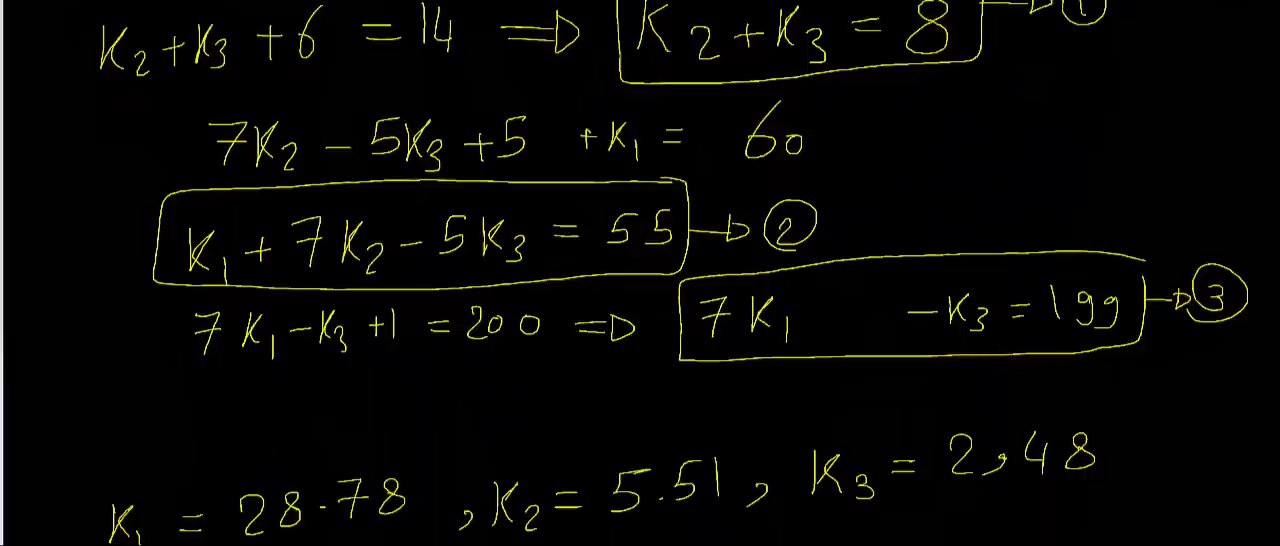 K₂+K₃+6 = 14 ⇒ K₂+K₃ = 8 → ①
7K₂ - 5K₃ + 5 + K₁ = 60
K₁ + 7K₂ - 5K₃ = 55 → ②
7K₁ - K₃ + 1 = 200 ⇒ 7K₁ - K₃ = 199 → ③
K₁ = 28.78 , K₂ = 5.51 , K₃ = 2,48